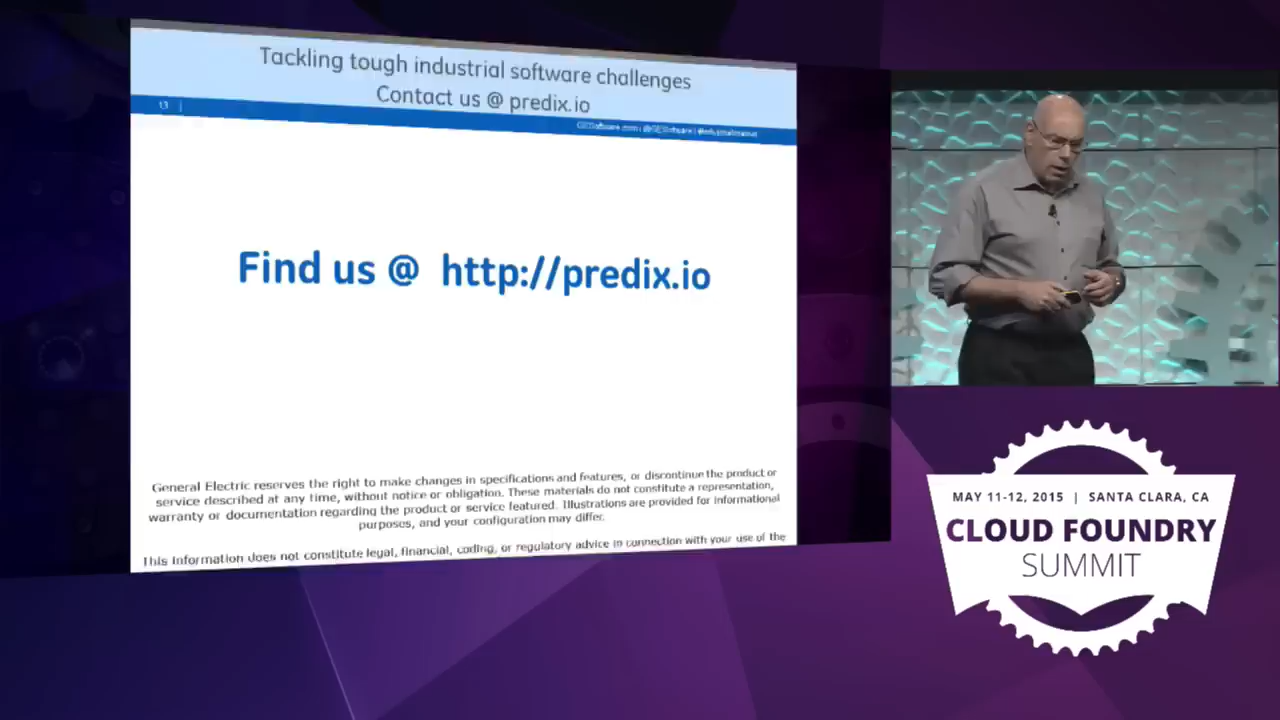 Tackling tough industrial software challenges
Contact us @ predix.io
13 |
GESoftware.com | @GESoftware |
Find us @ http://predix.io
General Electric reserves the right to make changes in specifications and features, or discontinue the product or
service described at any time, without notice or obligation. These materials do not constitute a representation,
warranty or documentation regarding the product or service featured. Illustrations are provided for informational
purposes, and your configuration may differ.
This information does not constitute legal, financial, coding, or regulatory advice in connection with your use of the
MAY 11-12, 2015 | SANTA CLARA, CA
CLOUD FOUNDRY
SUMMIT